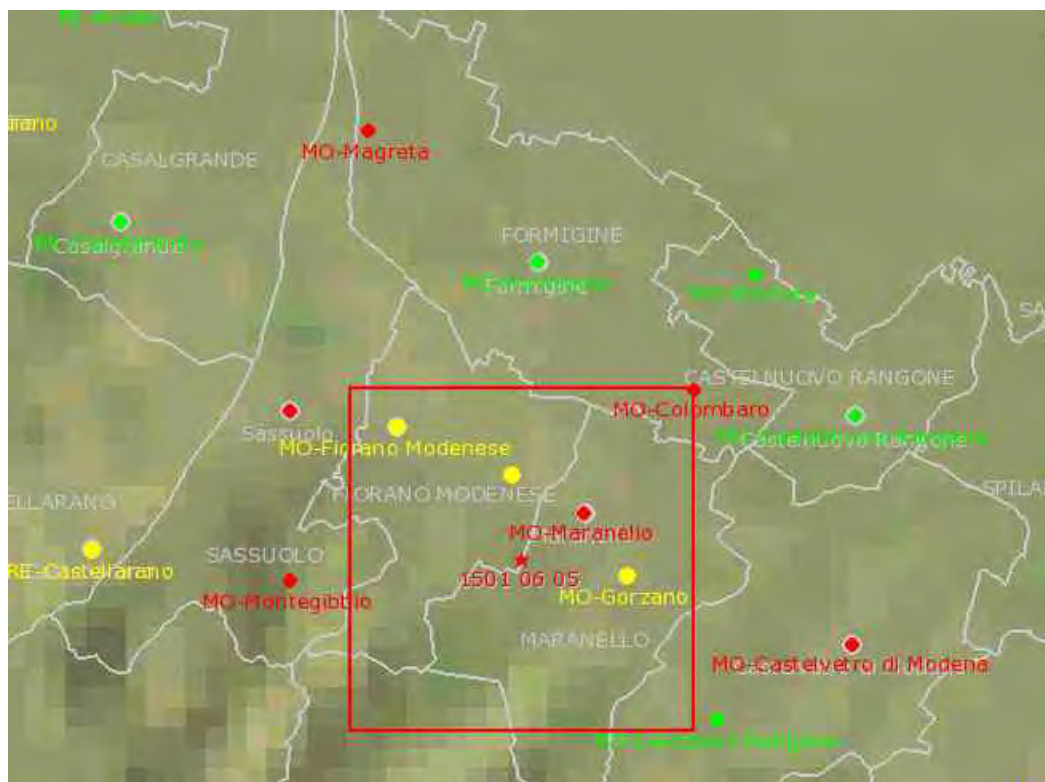 MO-Magreta
CASALGRANDE
Casalgrande
FORMIGINE
Formigine
SA
CASTELNUOVO RANGONE
MO-Colombaro
Sassuolo
MO-Fiorano Modenese
Castelnuovo Rangone
ELLARANO
FIORANO MODENESE
SPILA
MO-Maranello
SASSUOLO
RE-Castellarano
1501 06 05
MO-Montegibbio
MO-Gorzano
MARANELLO
MO-Castelvetro di Modena